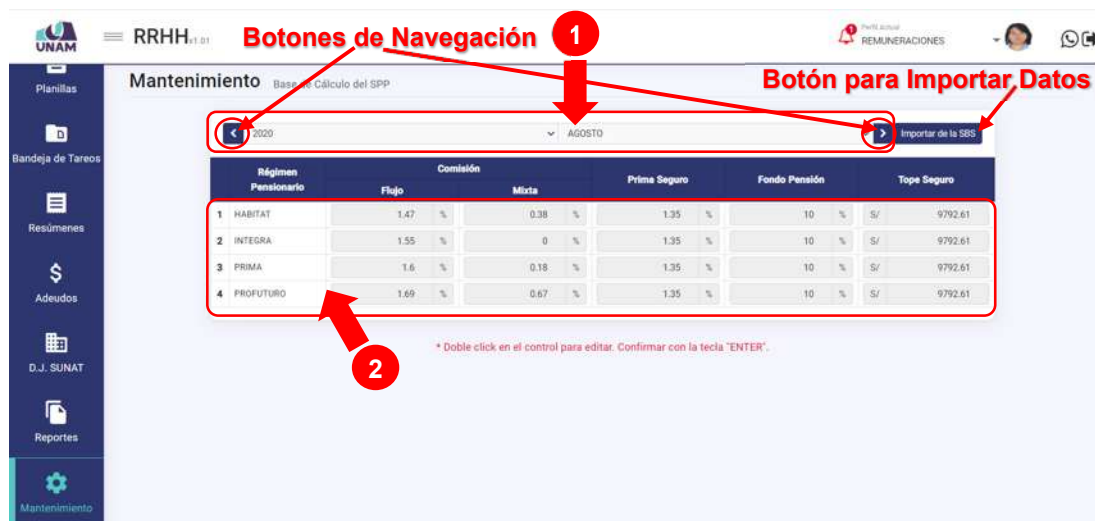 UNAM
RRHH v1.01
Botones de Navegación
1
Perfil Actual
REMUNERACIONES
Planillas
Mantenimiento Base de Cálculo del SPP
Botón para Importar Datos
2020
AGOSTO
Importar de la SBS
Bandeja de Tareos
Régimen Pensionario
Comisión
Flujo
Mixta
Prima Seguro
Fondo Pensión
Tope Seguro
1 HABITAT 1.47 % 0.38 % 1.35 % 10 % S/ 9792.61
2 INTEGRA 1.55 % 0 % 1.35 % 10 % S/ 9792.61
3 PRIMA 1.6 % 0.18 % 1.35 % 10 % S/ 9792.61
4 PROFUTURO 1.69 % 0.67 % 1.35 % 10 % S/ 9792.61
Resúmenes
Adeudos
2
* Doble click en el control para editar. Confirmar con la tecla "ENTER".
D.J. SUNAT
Reportes
Mantenimiento